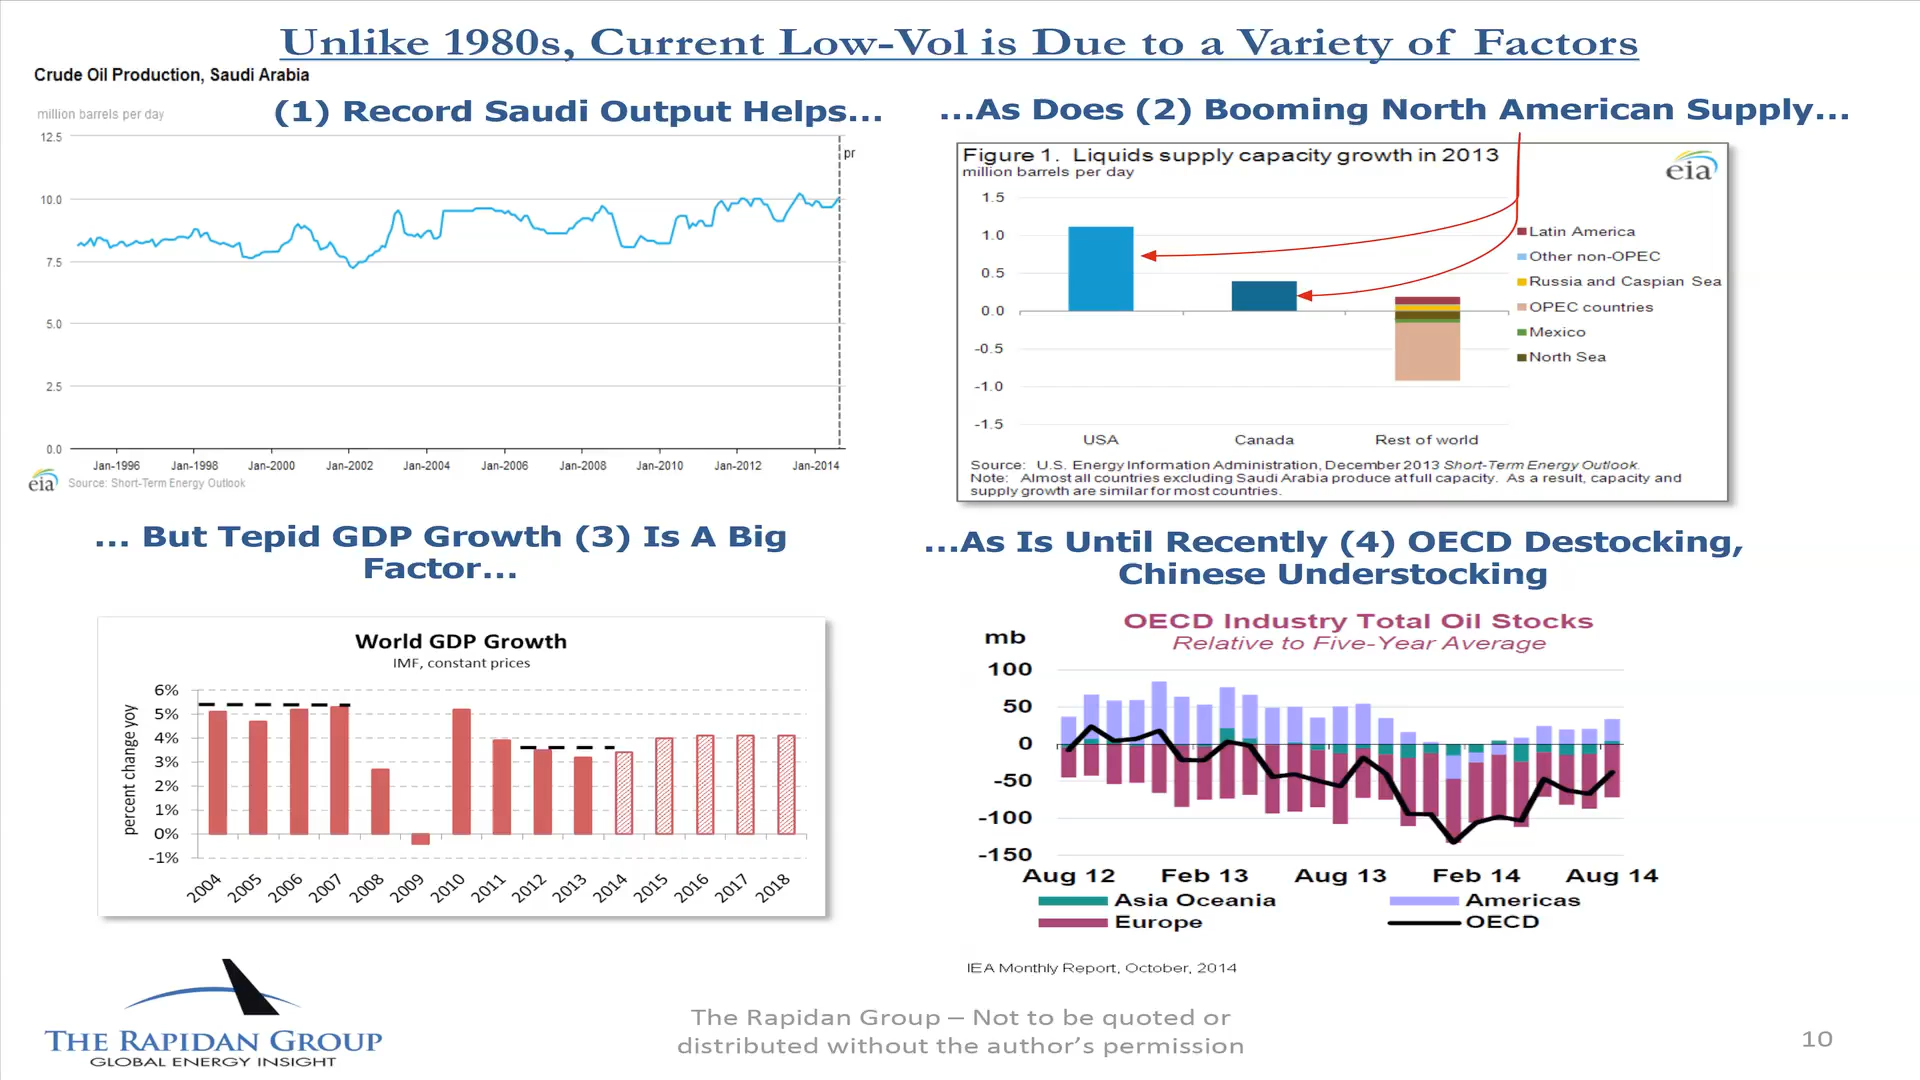 Unlike 1980s, Current Low-Vol is Due to a Variety of Factors
Crude Oil Production, Saudi Arabia
(1) Record Saudi Output Helps...
million barrels per day
12.5
10.0
7.5
5.0
2.5
0.0
pr
Jan-1996 Jan-1998 Jan-2000 Jan-2002 Jan-2004 Jan-2006 Jan-2008 Jan-2010 Jan-2012 Jan-2014
eia Source: Short-Term Energy Outlook
...As Does (2) Booming North American Supply...
Figure 1. Liquids supply capacity growth in 2013
million barrels per day
eia
1.5
1.0
0.5
0.0
-0.5
-1.0
-1.5
Latin America
Other non-OPEC
Russia and Caspian Sea
OPEC countries
Mexico
North Sea
USA Canada Rest of world
Source: U.S. Energy Information Administration, December 2013 Short-Term Energy Outlook.
Note: Almost all countries excluding Saudi Arabia produce at full capacity. As a result, capacity and
supply growth are similar for most countries.
... But Tepid GDP Growth (3) Is A Big
Factor...
World GDP Growth
IMF, constant prices
percent change yoy
6%
5%
4%
3%
2%
1%
0%
-1%
2004 2005 2006 2007 2008 2009 2010 2011 2012 2013 2014 2015 2016 2017 2018
...As Is Until Recently (4) OECD Destocking,
Chinese Understocking
OECD Industry Total Oil Stocks
Relative to Five-Year Average
mb
100
50
0
-50
-100
-150
Aug 12 Feb 13 Aug 13 Feb 14 Aug 14
Asia Oceania Americas
Europe OECD
IEA Monthly Report, October, 2014
THE RAPIDAN GROUP
GLOBAL ENERGY INSIGHT
The Rapidan Group – Not to be quoted or
distributed without the author's permission
10